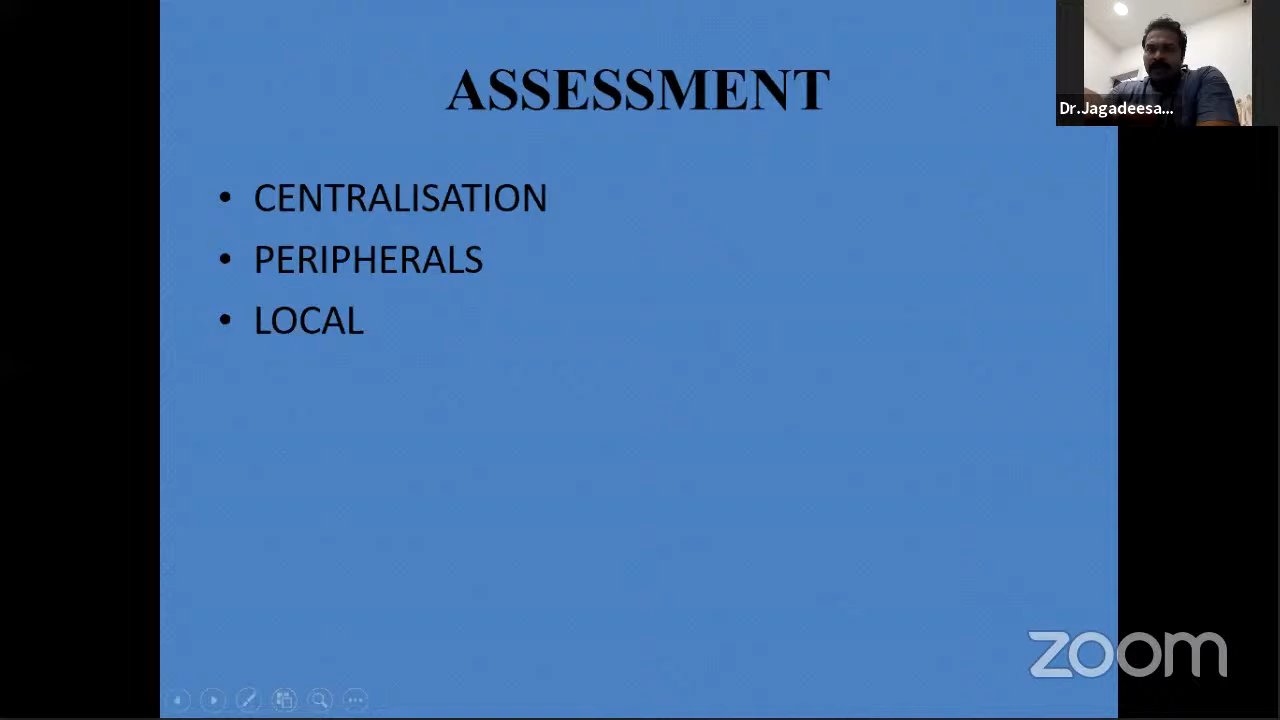 ASSESSMENT
Dr.Jagadeesa...
• CENTRALISATION
• PERIPHERALS
• LOCAL
zoom